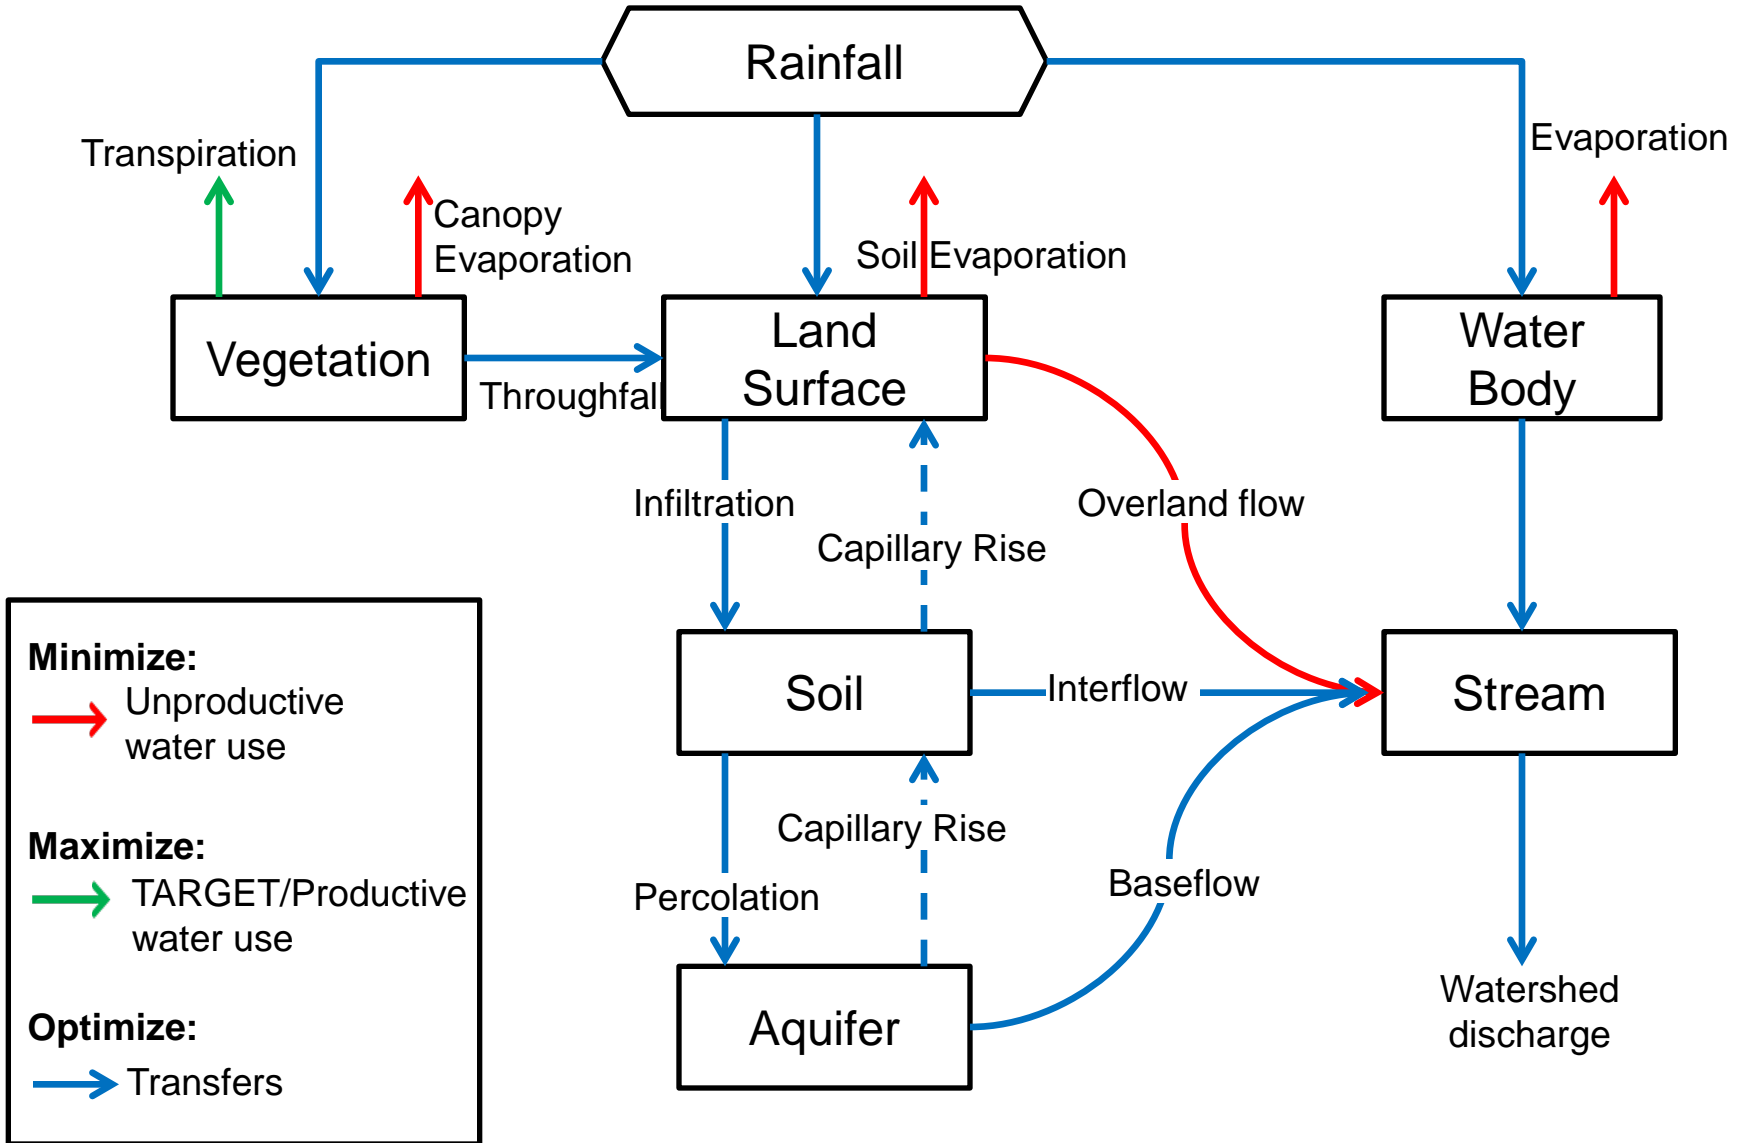 Rainfall
Transpiration
Evaporation
Canopy
Evaporation
Soil Evaporation
Vegetation
Land
Surface
Water
Body
Throughfall
Infiltration
Overland flow
Capillary Rise
Minimize:
Unproductive
water use
Soil
Interflow
Stream
Capillary Rise
Maximize:
TARGET/Productive
water use
Percolation
Baseflow
Optimize:
Transfers
Aquifer
Watershed
discharge